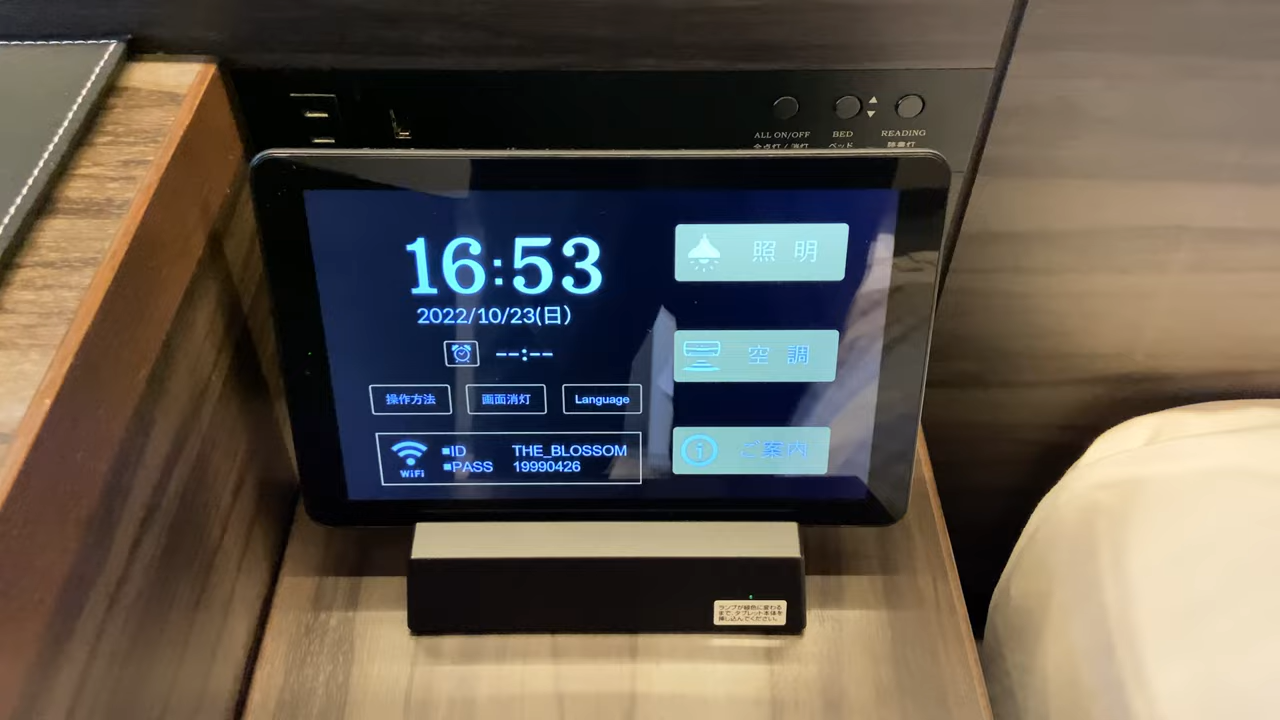 ALL ON/OFF
BED
READING
全点灯 / 消灯
ベッド
読書灯
16:53
2022/10/23(日)
--:--
操作方法
画面消灯
Language
WiFi
■ID THE_BLOSSOM
■PASS 19990426
照 明
空 調
ご案内
ランプが緑色に変わる
まで、タブレット本体を
挿し込んでください。